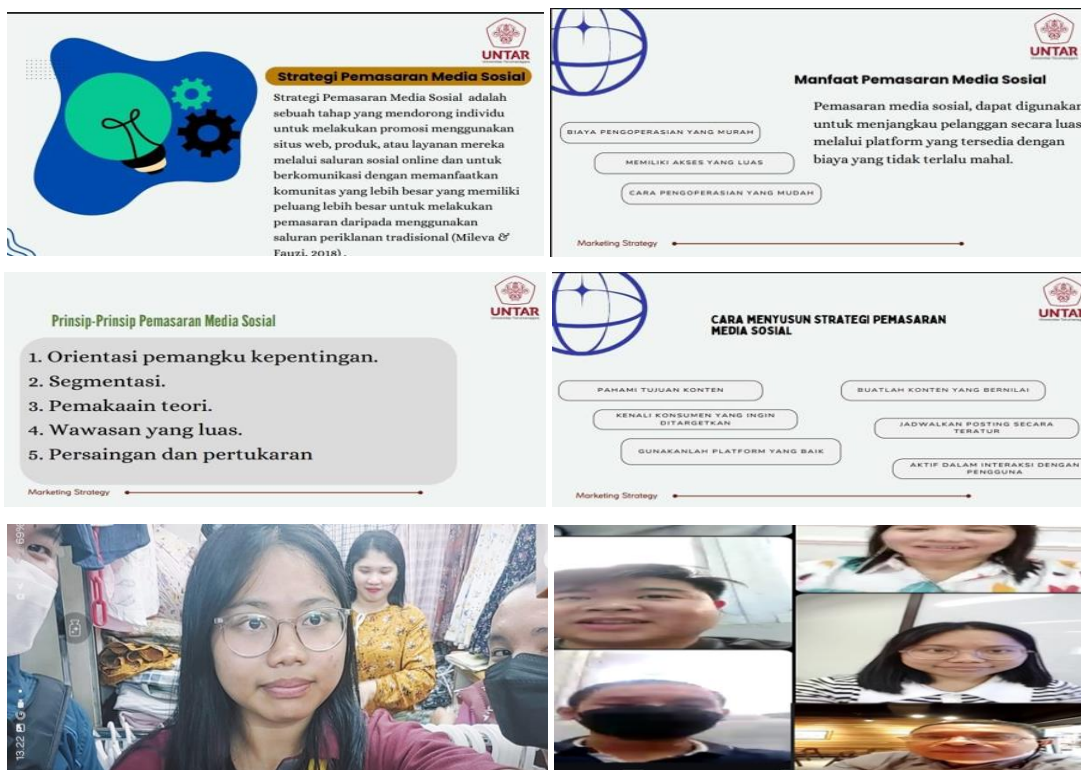 UNTAR
Strategi Pemasaran Media Sosial
Strategi Pemasaran Media Sosial adalah
sebuah tahap yang mendorong individu
untuk melakukan promosi menggunakan
situs web, produk, atau layanan mereka
melalui saluran sosial online dan untuk
berkomunikasi dengan memanfaatkan
komunitas yang lebih besar yang memiliki
peluang lebih besar untuk melakukan
pemasaran daripada menggunakan
saluran periklanan tradisional (Mileva &
Fauzi, 2018) .
UNTAR
Manfaat Pemasaran Media Sosial
Pemasaran media sosial, dapat digunakan
untuk menjangkau pelanggan secara luas
melalui platform yang tersedia dengan
biaya yang tidak terlalu mahal.
BIAYA PENGOPERASIAN YANG MURAH
MEMILIKI AKSES YANG LUAS
CARA PENGOPERASIAN YANG MUDAH
Marketing Strategy
UNTAR
Prinsip-Prinsip Pemasaran Media Sosial
1. Orientasi pemangku kepentingan.
2. Segmentasi.
3. Pemakaain teori.
4. Wawasan yang luas.
5. Persaingan dan pertukaran
Marketing Strategy
UNTAR
CARA MENYUSUN STRATEGI PEMASARAN
MEDIA SOSIAL
PAHAMI TUJUAN KONTEN
KENALI KONSUMEN YANG INGIN
DITARGETKAN
GUNAKANLAH PLATFORM YANG BAIK
BUATLAH KONTEN YANG BERNILAI
JADWALKAN POSTING SECARA
TERATUR
AKTIF DALAM INTERAKSI DENGAN
PENGGUNA
Marketing Strategy
13.22
69%